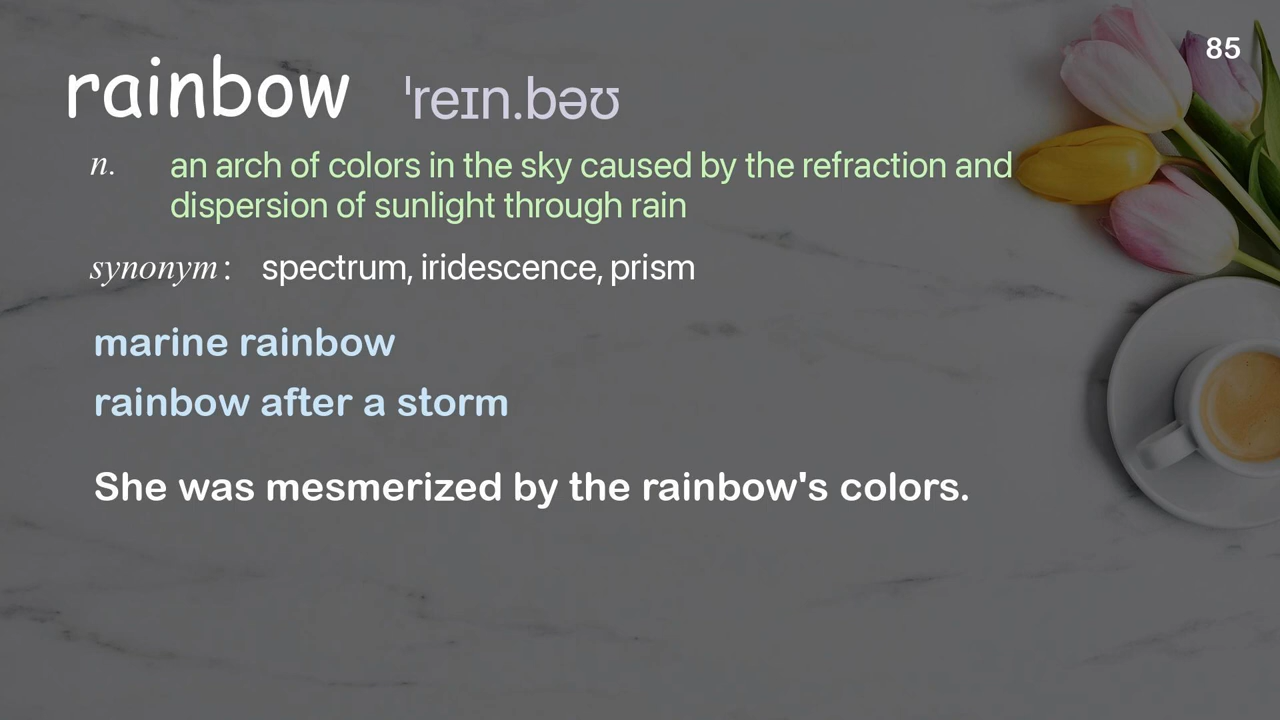 85
rainbow ˈreɪn.bəʊ
n. an arch of colors in the sky caused by the refraction and
dispersion of sunlight through rain
synonym: spectrum, iridescence, prism
marine rainbow
rainbow after a storm
She was mesmerized by the rainbow's colors.